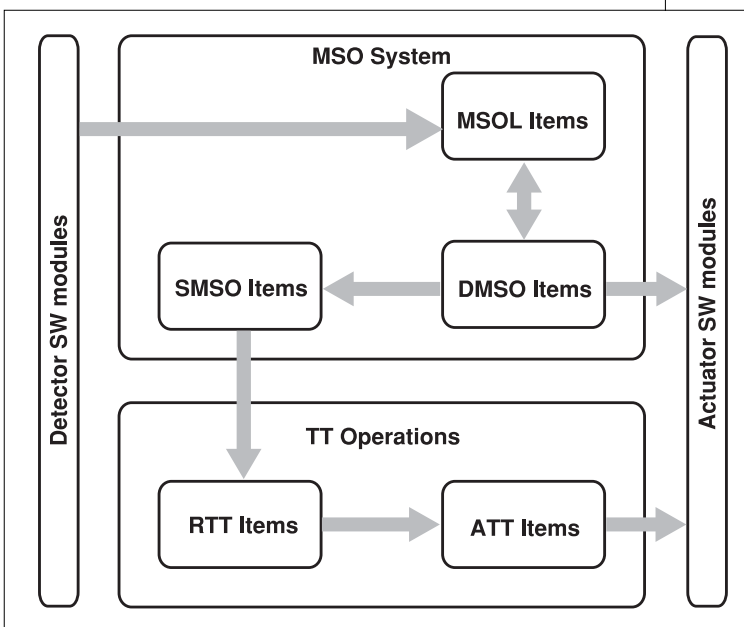 MSO System
MSOL Items
SMSO Items
DMSO Items
TT Operations
RTT Items
ATT Items
Detector SW modules
Actuator SW modules